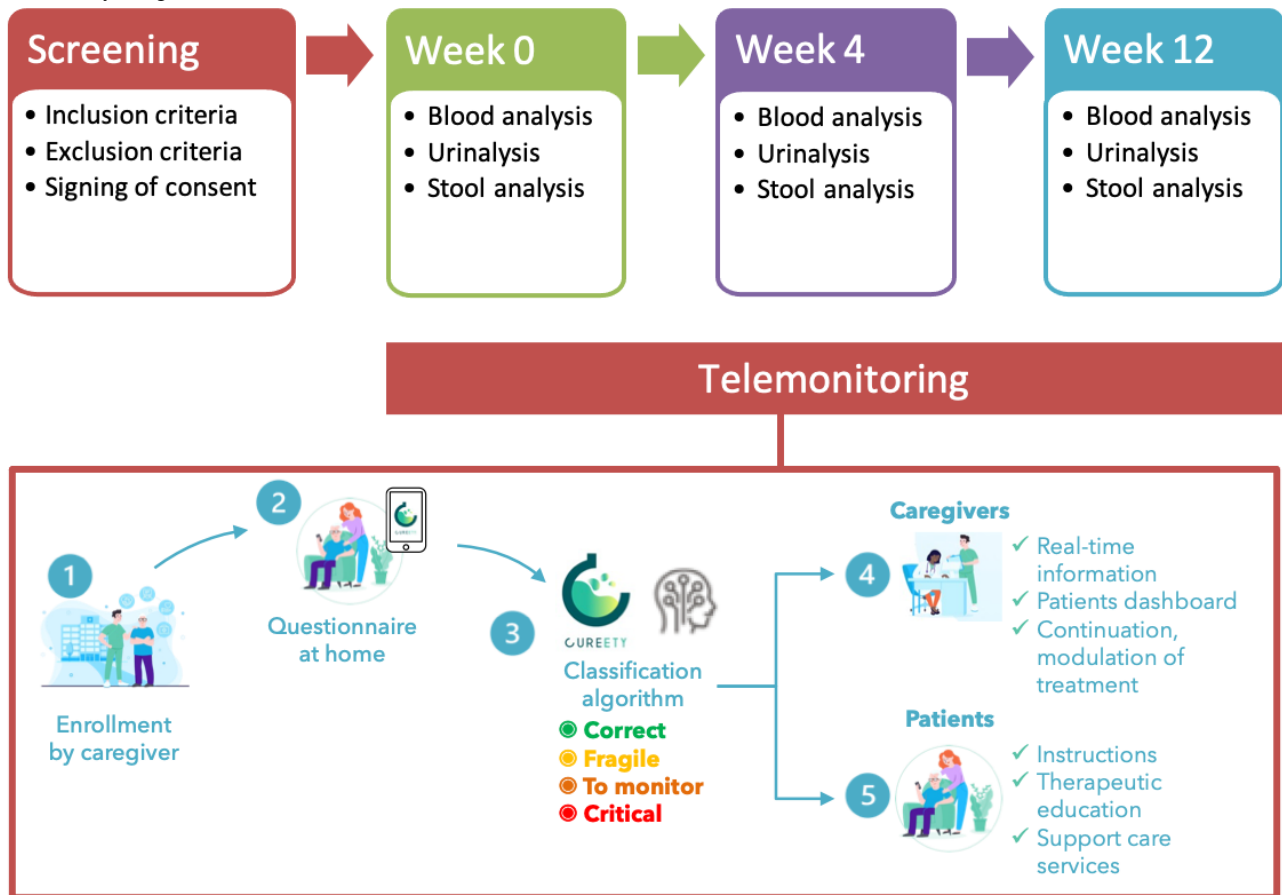 Screening
• Inclusion criteria
• Exclusion criteria
• Signing of consent
Week 0
• Blood analysis
• Urinalysis
• Stool analysis
Week 4
• Blood analysis
• Urinalysis
• Stool analysis
Week 12
• Blood analysis
• Urinalysis
• Stool analysis
Telemonitoring
1
Enrollment
by caregiver
2
CUREETY
Questionnaire
at home
3
CUREETY
Classification
algorithm
Correct
Fragile
To monitor
Critical
4
Caregivers
✓ Real-time
information
✓ Patients dashboard
✓ Continuation,
modulation of
treatment
5
Patients
✓ Instructions
✓ Therapeutic
education
✓ Support care
services